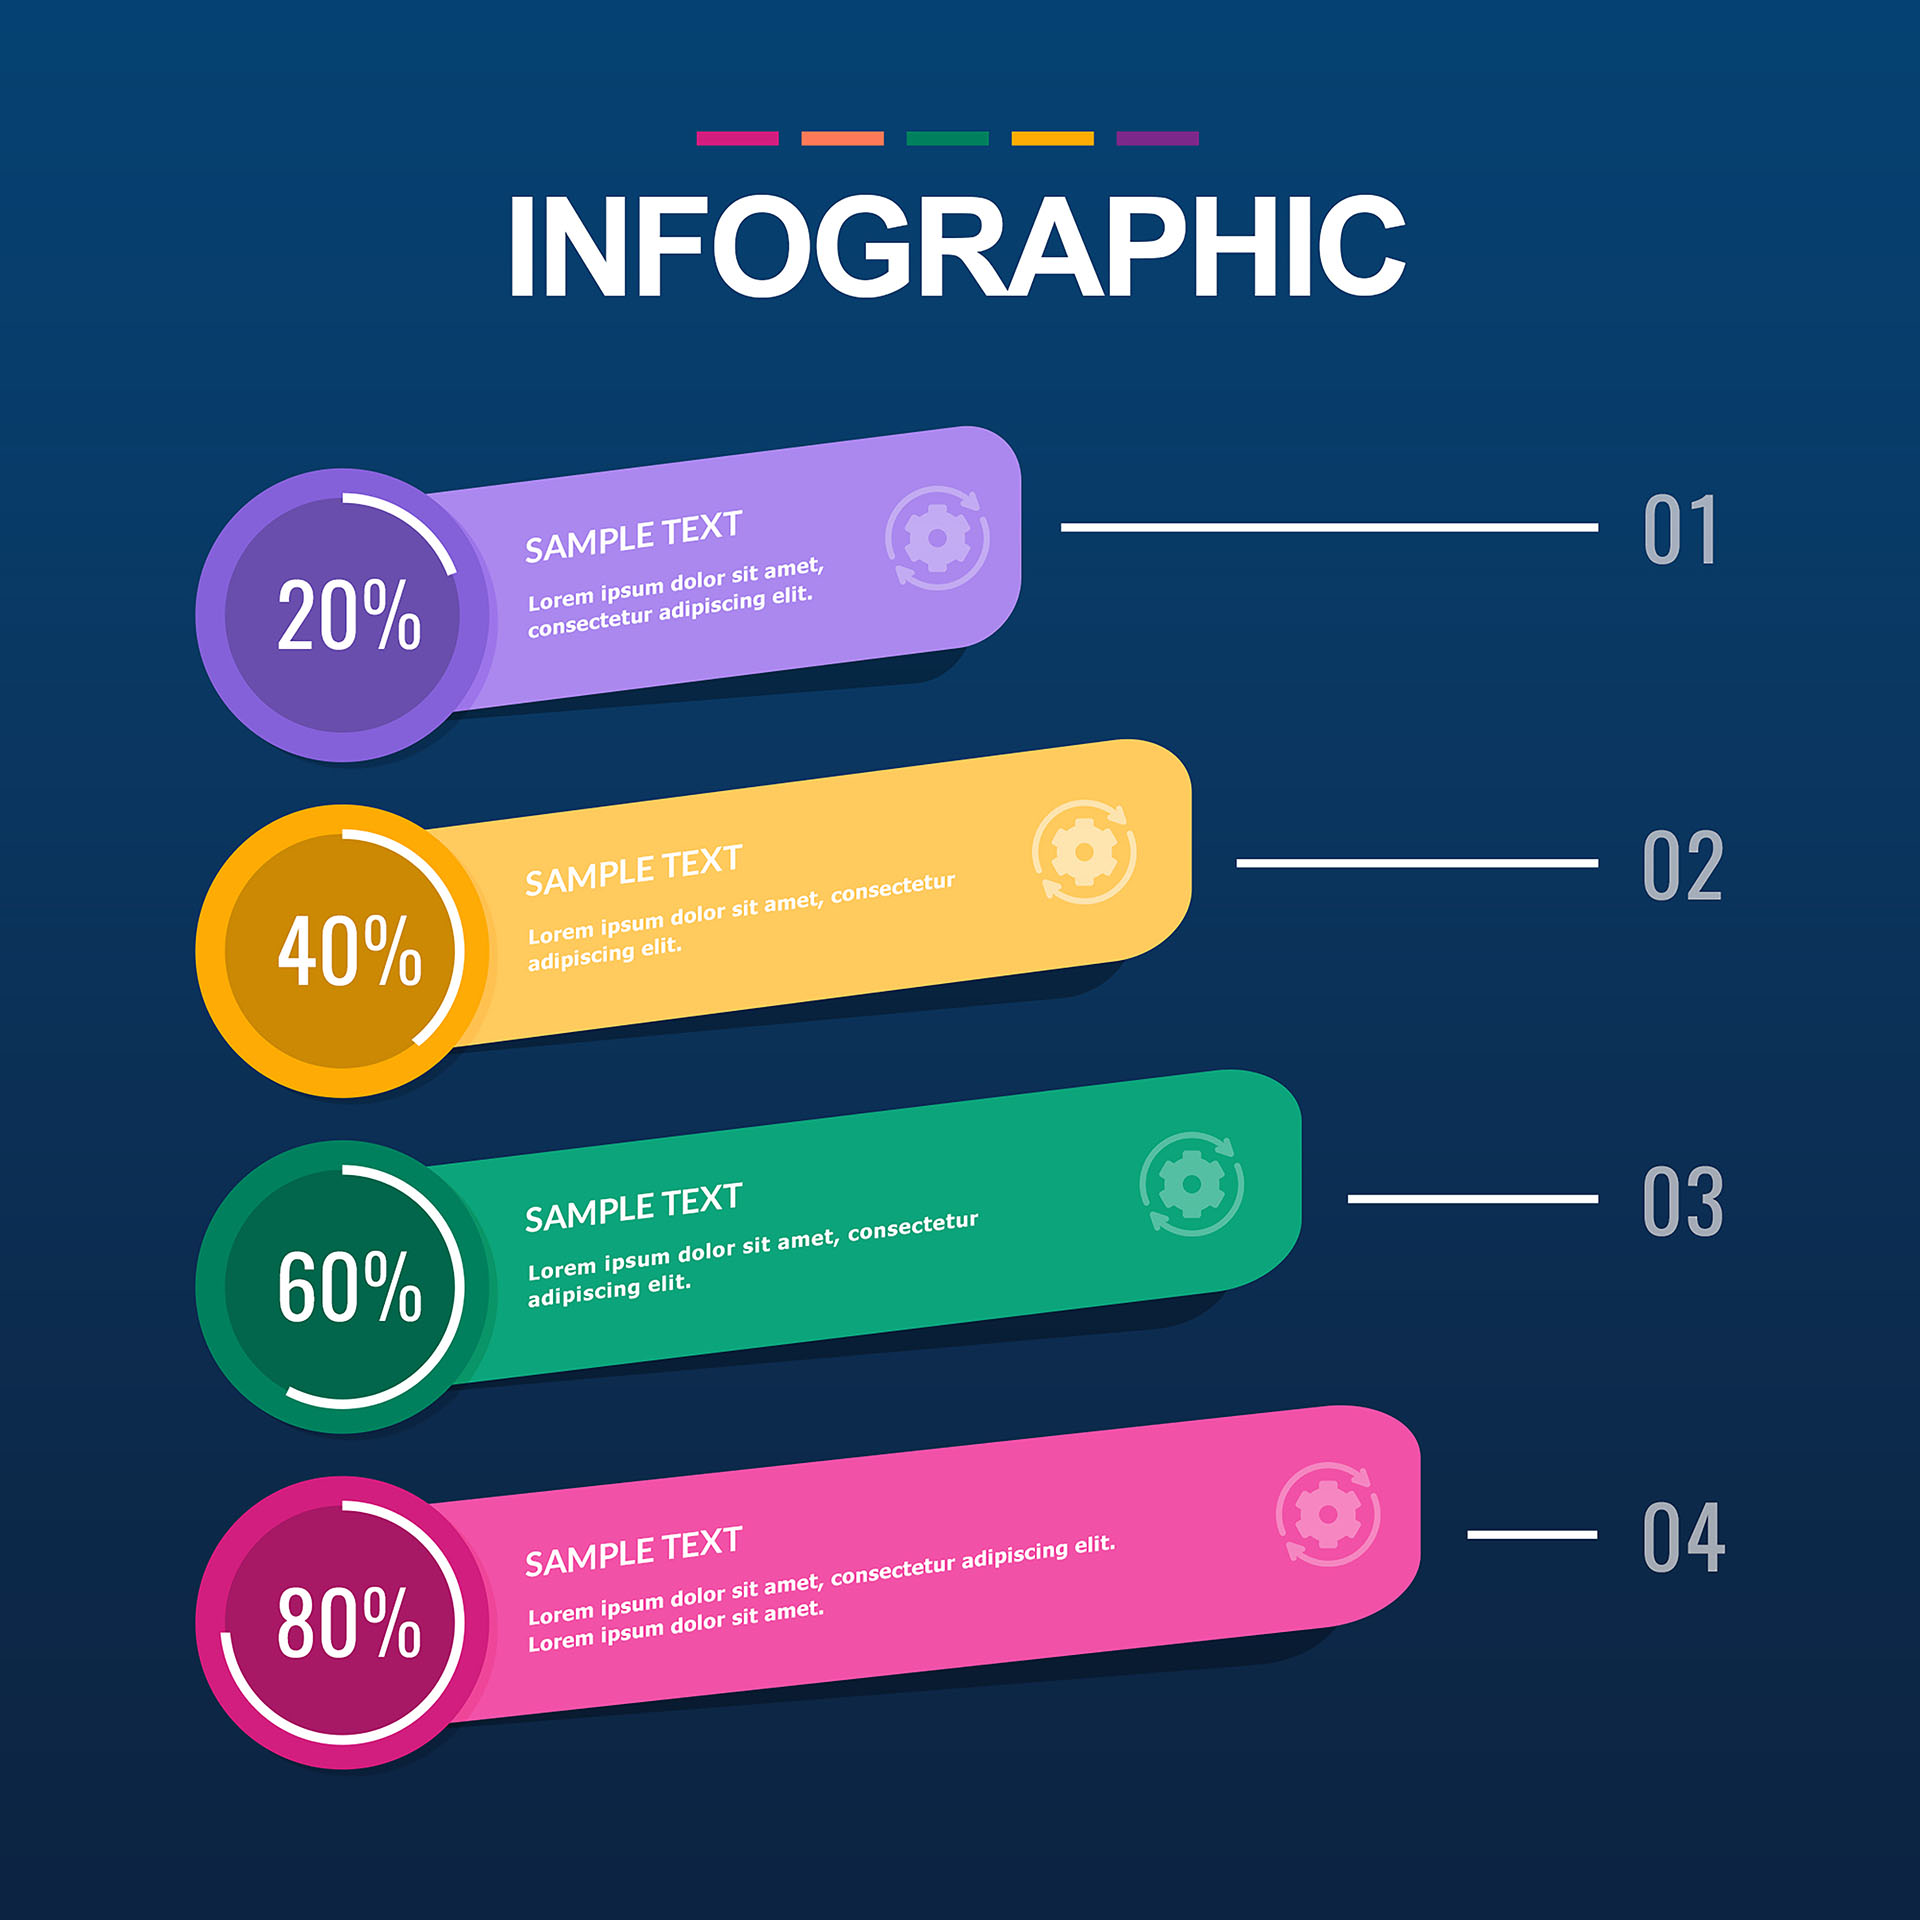 INFOGRAPHIC
20%
SAMPLE TEXT
Lorem ipsum dolor sit amet,
consectetur adipiscing elit.
01
40%
SAMPLE TEXT
Lorem ipsum dolor sit amet, consectetur
adipiscing elit.
02
60%
SAMPLE TEXT
Lorem ipsum dolor sit amet, consectetur
adipiscing elit.
03
80%
SAMPLE TEXT
Lorem ipsum dolor sit amet, consectetur adipiscing elit.
Lorem ipsum dolor sit amet.
04